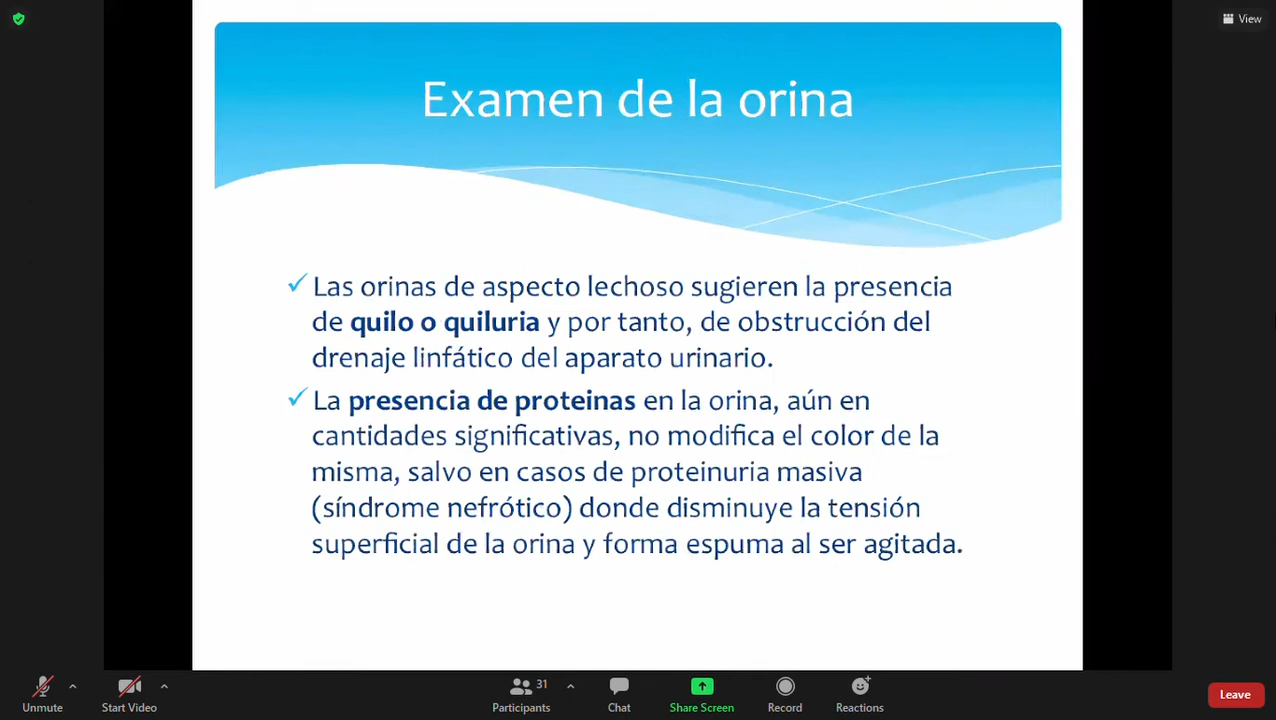 View
Examen de la orina
Las orinas de aspecto lechoso sugieren la presencia
de quilo o quiluria y por tanto, de obstrucción del
drenaje linfático del aparato urinario.
La presencia de proteinas en la orina, aún en
cantidades significativas, no modifica el color de la
misma, salvo en casos de proteinuria masiva
(síndrome nefrótico) donde disminuye la tensión
superficial de la orina y forma espuma al ser agitada.
31
Unmute
Start Video
Participants
Chat
Share Screen
Record
Reactions
Leave